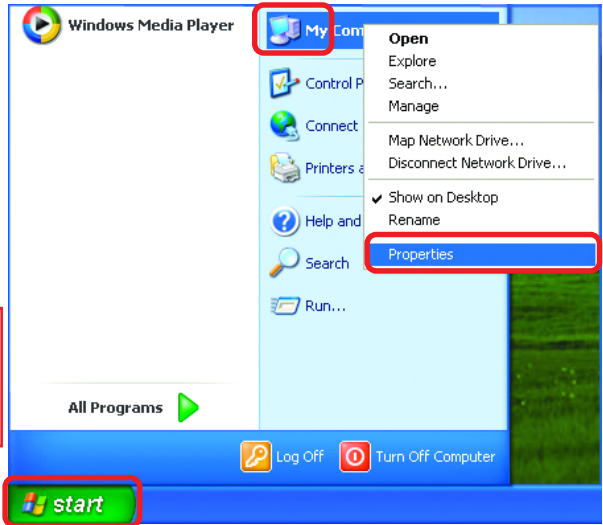 Windows Media Player
My Com
Control P
Connect
Printers a
Help and
Search
Run...
All Programs
Log Off
Turn Off Computer
start
Open
Explore
Search...
Manage
Map Network Drive...
Disconnect Network Drive...
Show on Desktop
Rename
Properties